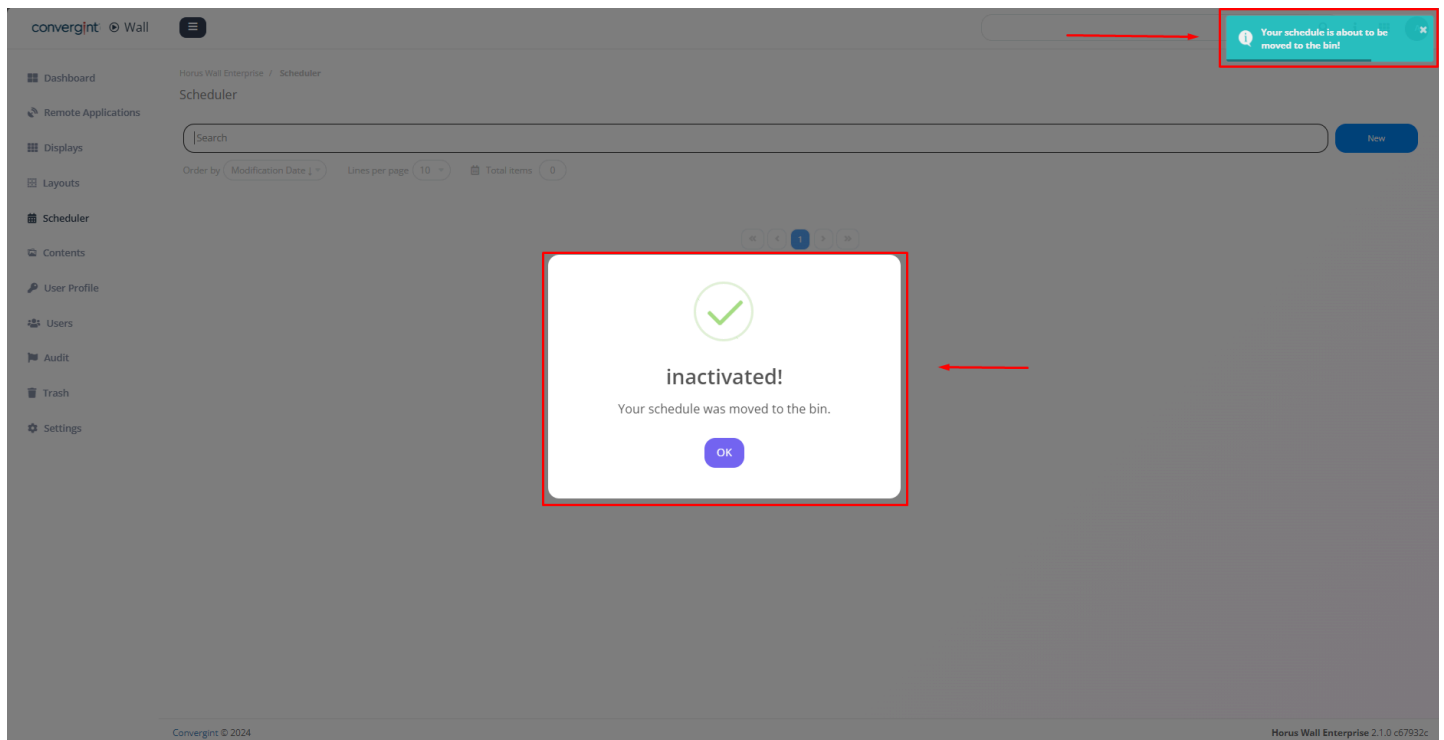 convergint Wall
Your schedule is about to be
moved to the bin!
Dashboard
Remote Applications
Displays
Layouts
Scheduler
Contents
User Profile
Users
Audit
Trash
Settings
Horus Wall Enterprise / Scheduler
Scheduler
Search
New
Order by Modification Date ↓ Lines per page 10 Total items 0
« ‹ 1 › »
inactivated!
Your schedule was moved to the bin.
OK
Convergint © 2024
Horus Wall Enterprise 2.1.0 c67932c